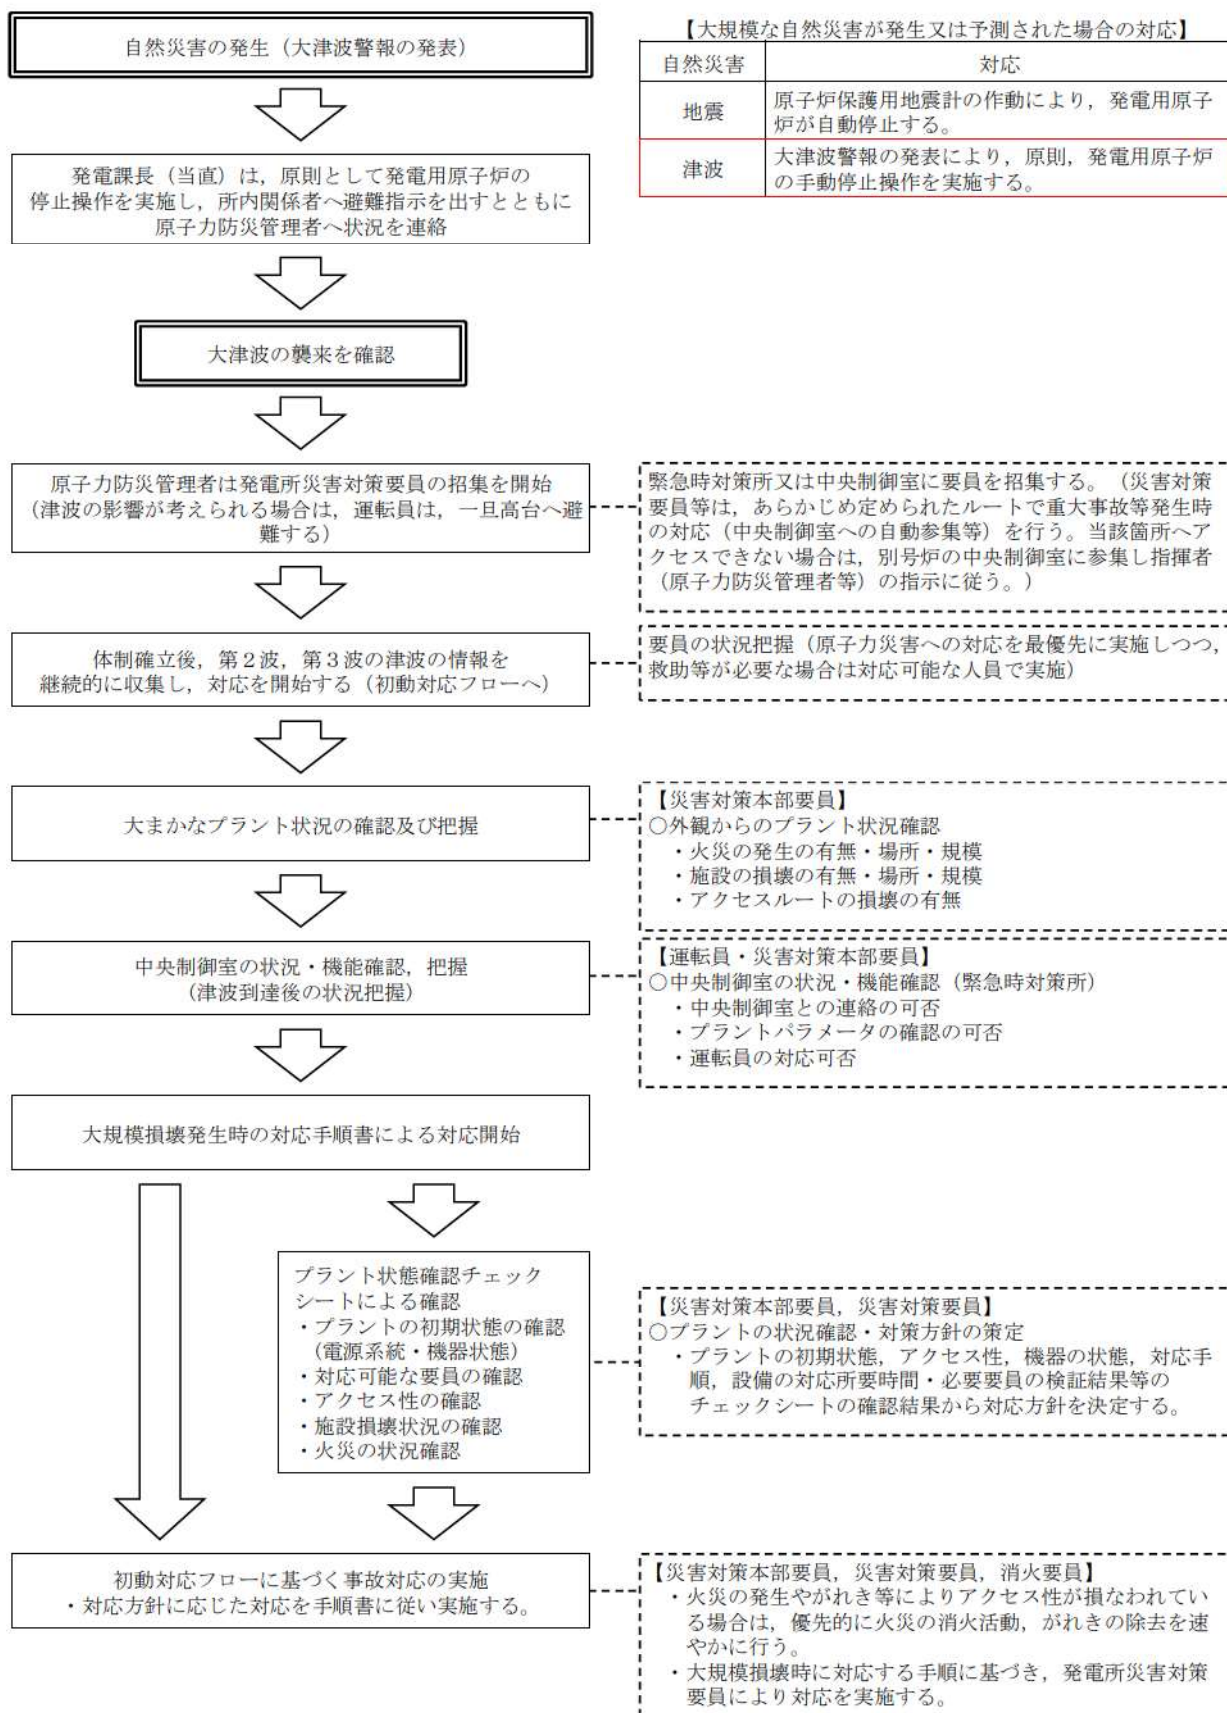 自然災害の発生（大津波警報の発表）
【大規模な自然災害が発生又は予測された場合の対応】
自然災害
対応
地震
原子炉保護用地震計の作動により，発電用原子
炉が自動停止する。
津波
大津波警報の発表により，原則，発電用原子炉
の手動停止操作を実施する。
発電課長（当直）は，原則として発電用原子炉の
停止操作を実施し，所内関係者へ避難指示を出すとともに
原子力防災管理者へ状況を連絡
大津波の襲来を確認
原子力防災管理者は発電所災害対策要員の招集を開始
（津波の影響が考えられる場合は，運転員は，一旦高台へ避
難する）
緊急時対策所又は中央制御室に要員を招集する。（災害対策
要員等は，あらかじめ定められたルートで重大事故等発生時
の対応（中央制御室への自動参集等）を行う。当該箇所へア
クセスできない場合は，別号炉の中央制御室に参集し指揮者
（原子力防災管理者等）の指示に従う。）
体制確立後，第２波，第３波の津波の情報を
継続的に収集し，対応を開始する（初動対応フローへ）
要員の状況把握（原子力災害への対応を最優先に実施しつつ，
救助等が必要な場合は対応可能な人員で実施）
大まかなプラント状況の確認及び把握
【災害対策本部要員】
○外観からのプラント状況確認
・火災の発生の有無・場所・規模
・施設の損壊の有無・場所・規模
・アクセスルートの損壊の有無
中央制御室の状況・機能確認，把握
（津波到達後の状況把握）
【運転員・災害対策本部要員】
○中央制御室の状況・機能確認（緊急時対策所）
・中央制御室との連絡の可否
・プラントパラメータの確認の可否
・運転員の対応可否
大規模損壊発生時の対応手順書による対応開始
プラント状態確認チェック
シートによる確認
・プラントの初期状態の確認
（電源系統・機器状態）
・対応可能な要員の確認
・アクセス性の確認
・施設損壊状況の確認
・火災の状況確認
【災害対策本部要員，災害対策要員】
○プラントの状況確認・対策方針の策定
・プラントの初期状態，アクセス性，機器の状態，対応手
順，設備の対応所要時間・必要要員の検証結果等の
チェックシートの確認結果から対応方針を決定する。
初動対応フローに基づく事故対応の実施
・対応方針に応じた対応を手順書に従い実施する。
【災害対策本部要員，災害対策要員，消火要員】
・火災の発生やがれき等によりアクセス性が損なわれてい
る場合は，優先的に火災の消火活動，がれきの除去を速
やかに行う。
・大規模損壊時に対応する手順に基づき，発電所災害対策
要員により対応を実施する。